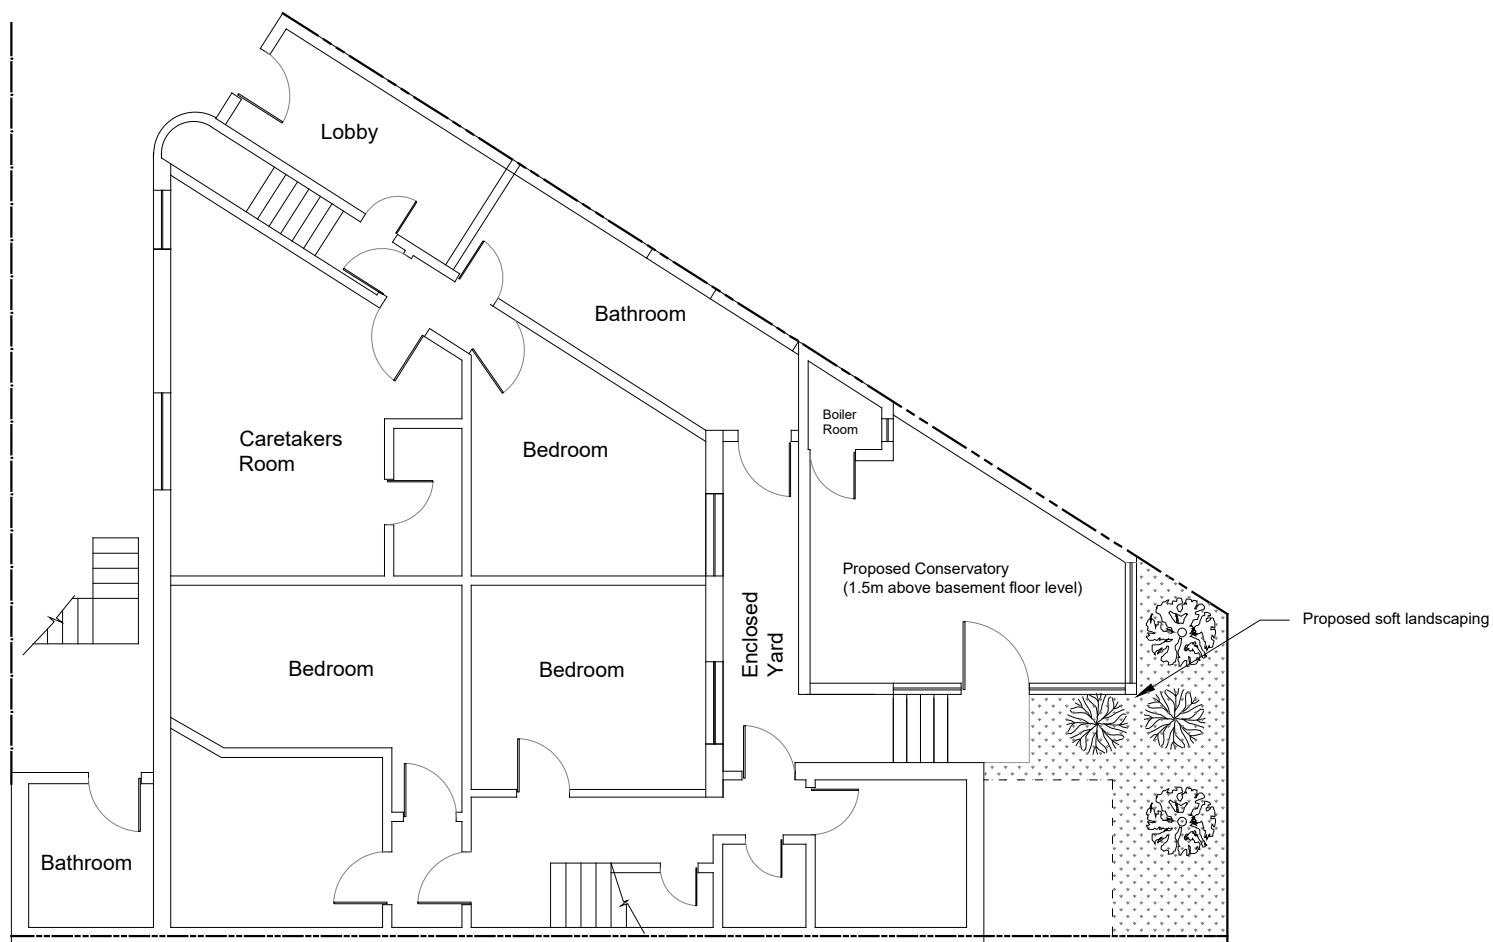 Lobby
Bathroom
Boiler
Room
Caretakers
Room
Bedroom
Proposed Conservatory
(1.5m above basement floor level)
Enclosed
Yard
Proposed soft landscaping
Bedroom
Bedroom
Bathroom